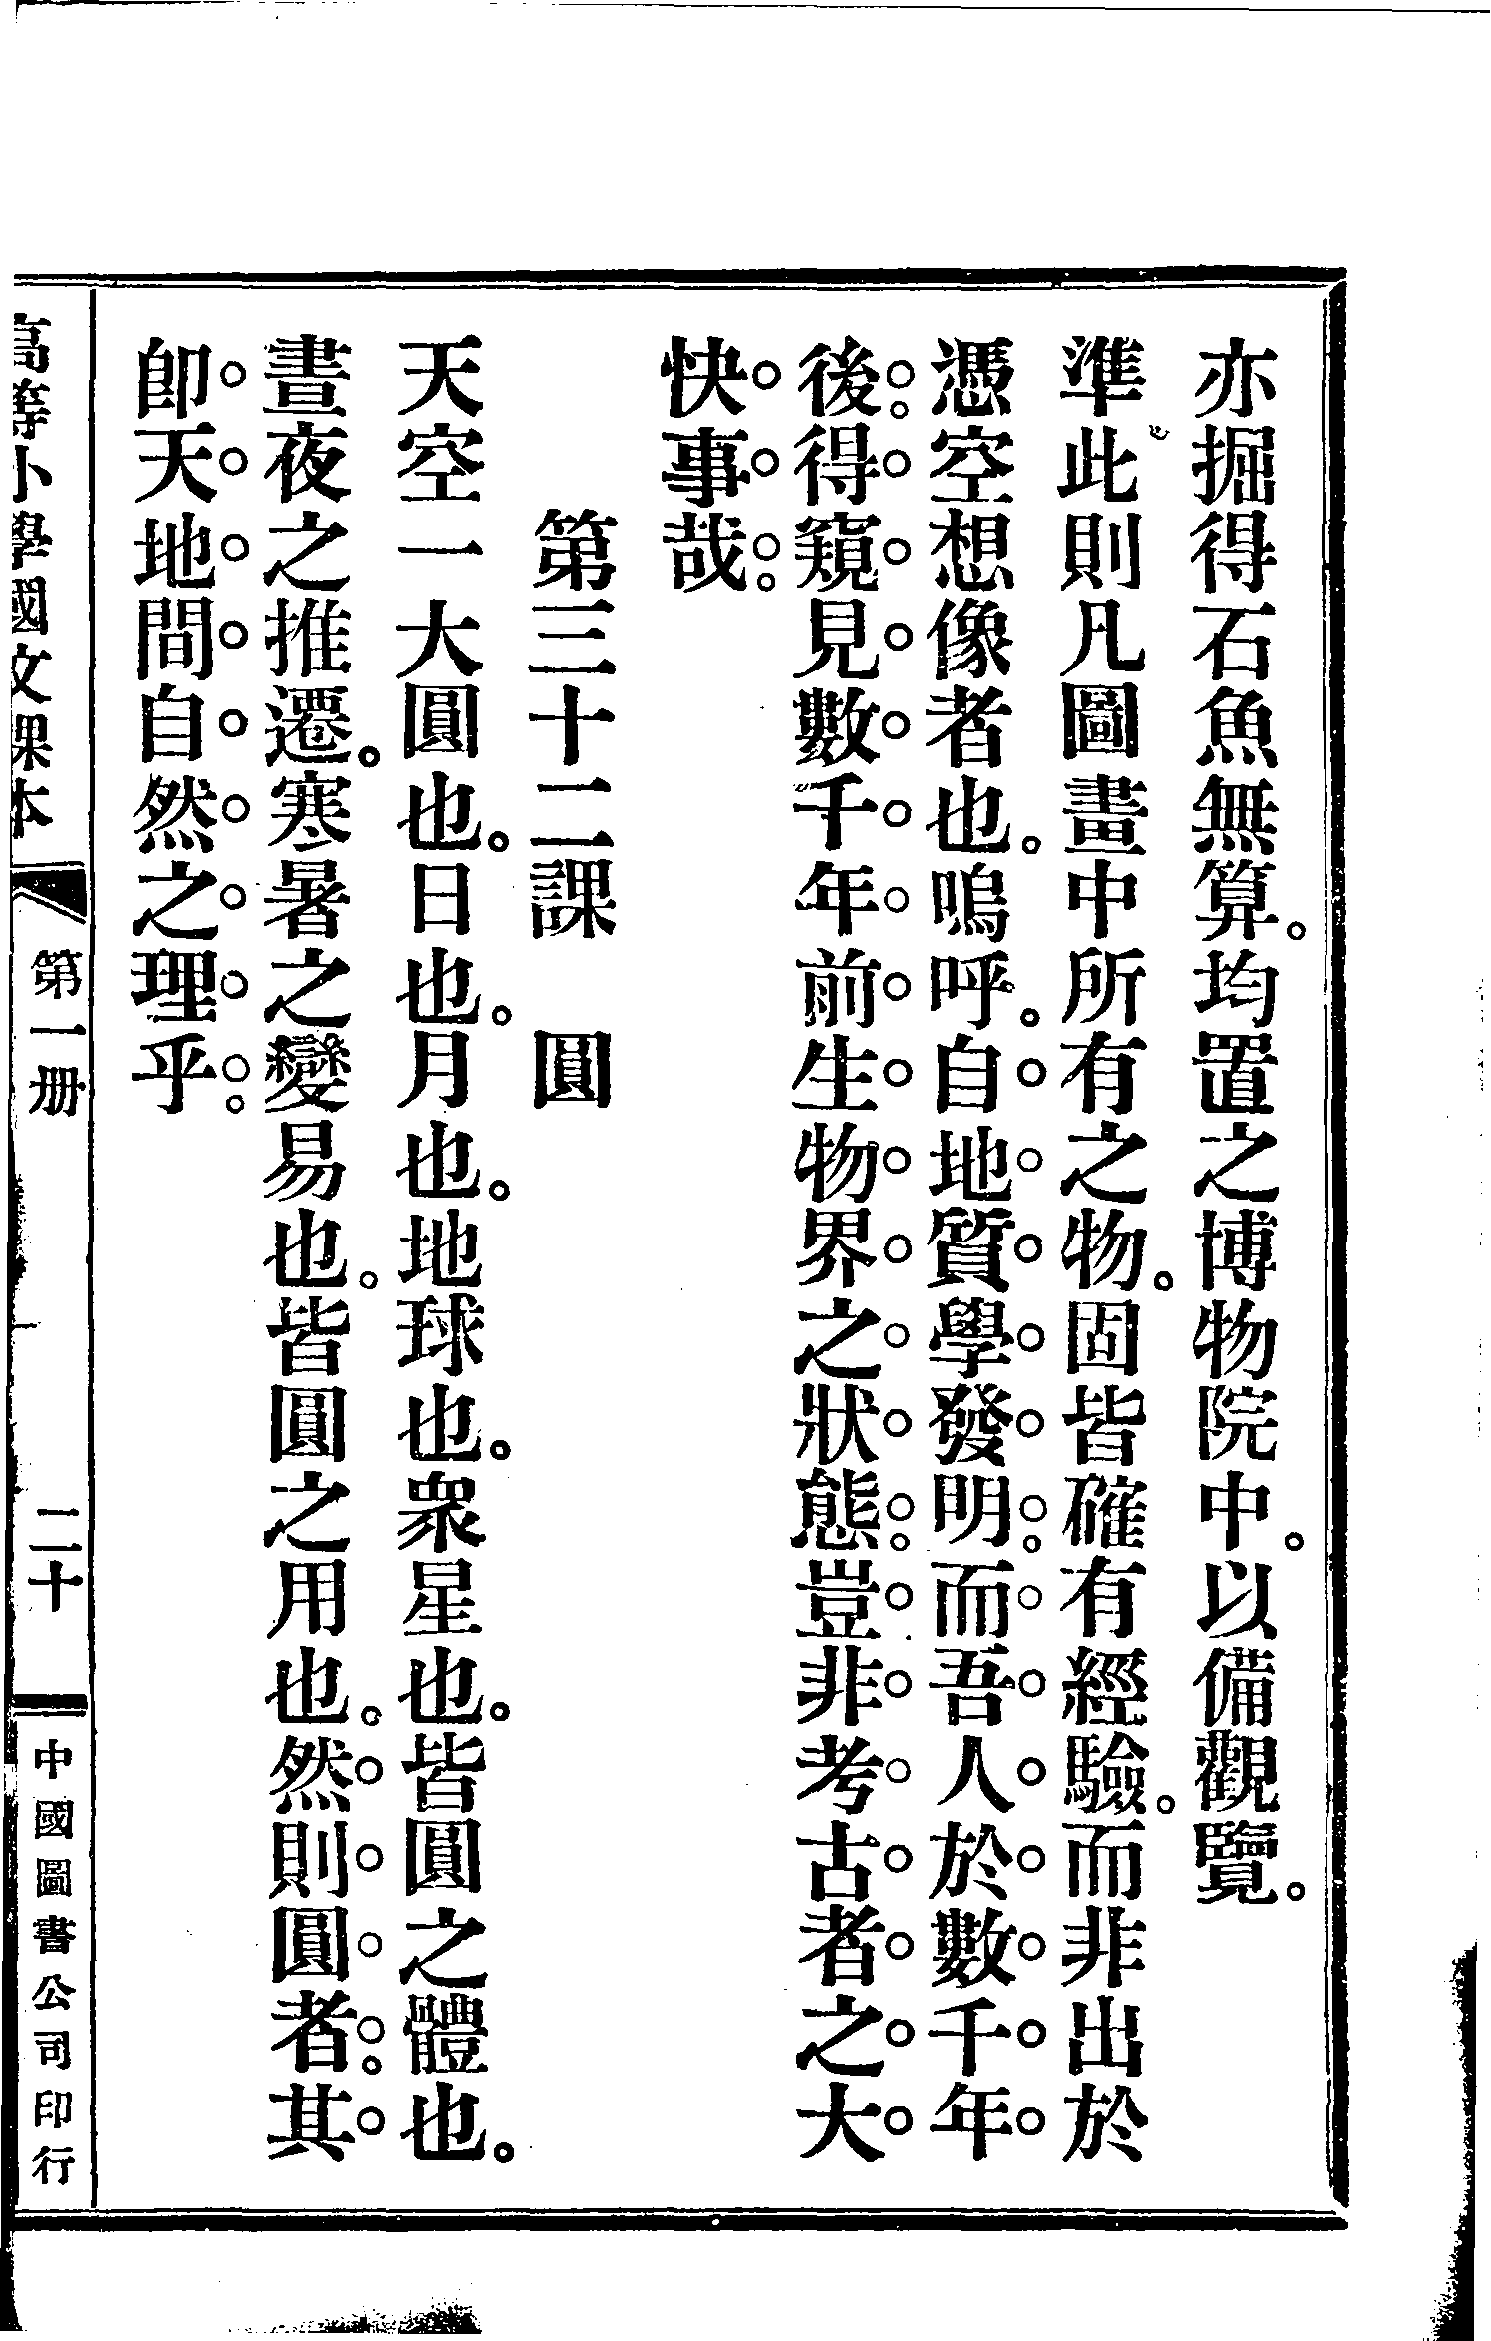 亦掘得石魚無算。均置之博物院中。以備觀覽。
準此則凡圖畫中所有之物。固皆確有經驗。而非出於
憑空想像者也。嗚呼。自地質學發明。而吾人於數千年
後。得窺見數千年前生物界之狀態。豈非考古者之大
快事哉。
第三十二課　圓
天空一大圓也。日也。月也。地球也。衆星也。皆圓之體也。
晝夜之推遷。寒暑之變易也。皆圓之用也。然則圓者。其
卽天地間自然之理乎。
高等小學國文課本　第一册　二十　中國圖書公司印行